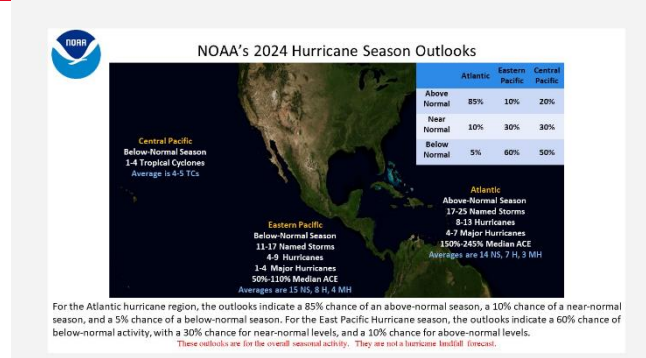 NOAA
NOAA's 2024 Hurricane Season Outlooks
Atlantic Eastern Pacific Central Pacific
Above Normal 85% 10% 20%
Near Normal 10% 30% 30%
Below Normal 5% 60% 50%
Central Pacific
Below-Normal Season
1-4 Tropical Cyclones
Average is 4-5 TCs
Eastern Pacific
Below-Normal Season
11-17 Named Storms
4-9 Hurricanes
1-4 Major Hurricanes
50%-110% Median ACE
Averages are 15 NS, 8 H, 4 MH
Atlantic
Above-Normal Season
17-25 Named Storms
8-13 Hurricanes
4-7 Major Hurricanes
150%-245% Median ACE
Averages are 14 NS, 7 H, 3 MH
For the Atlantic hurricane region, the outlooks indicate a 85% chance of an above-normal season, a 10% chance of a near-normal
season, and a 5% chance of a below-normal season. For the East Pacific Hurricane season, the outlooks indicate a 60% chance of
below-normal activity, with a 30% chance for near-normal levels, and a 10% chance for above-normal levels.
These outlooks are for the overall seasonal activity. They are not a hurricane landfall forecast.